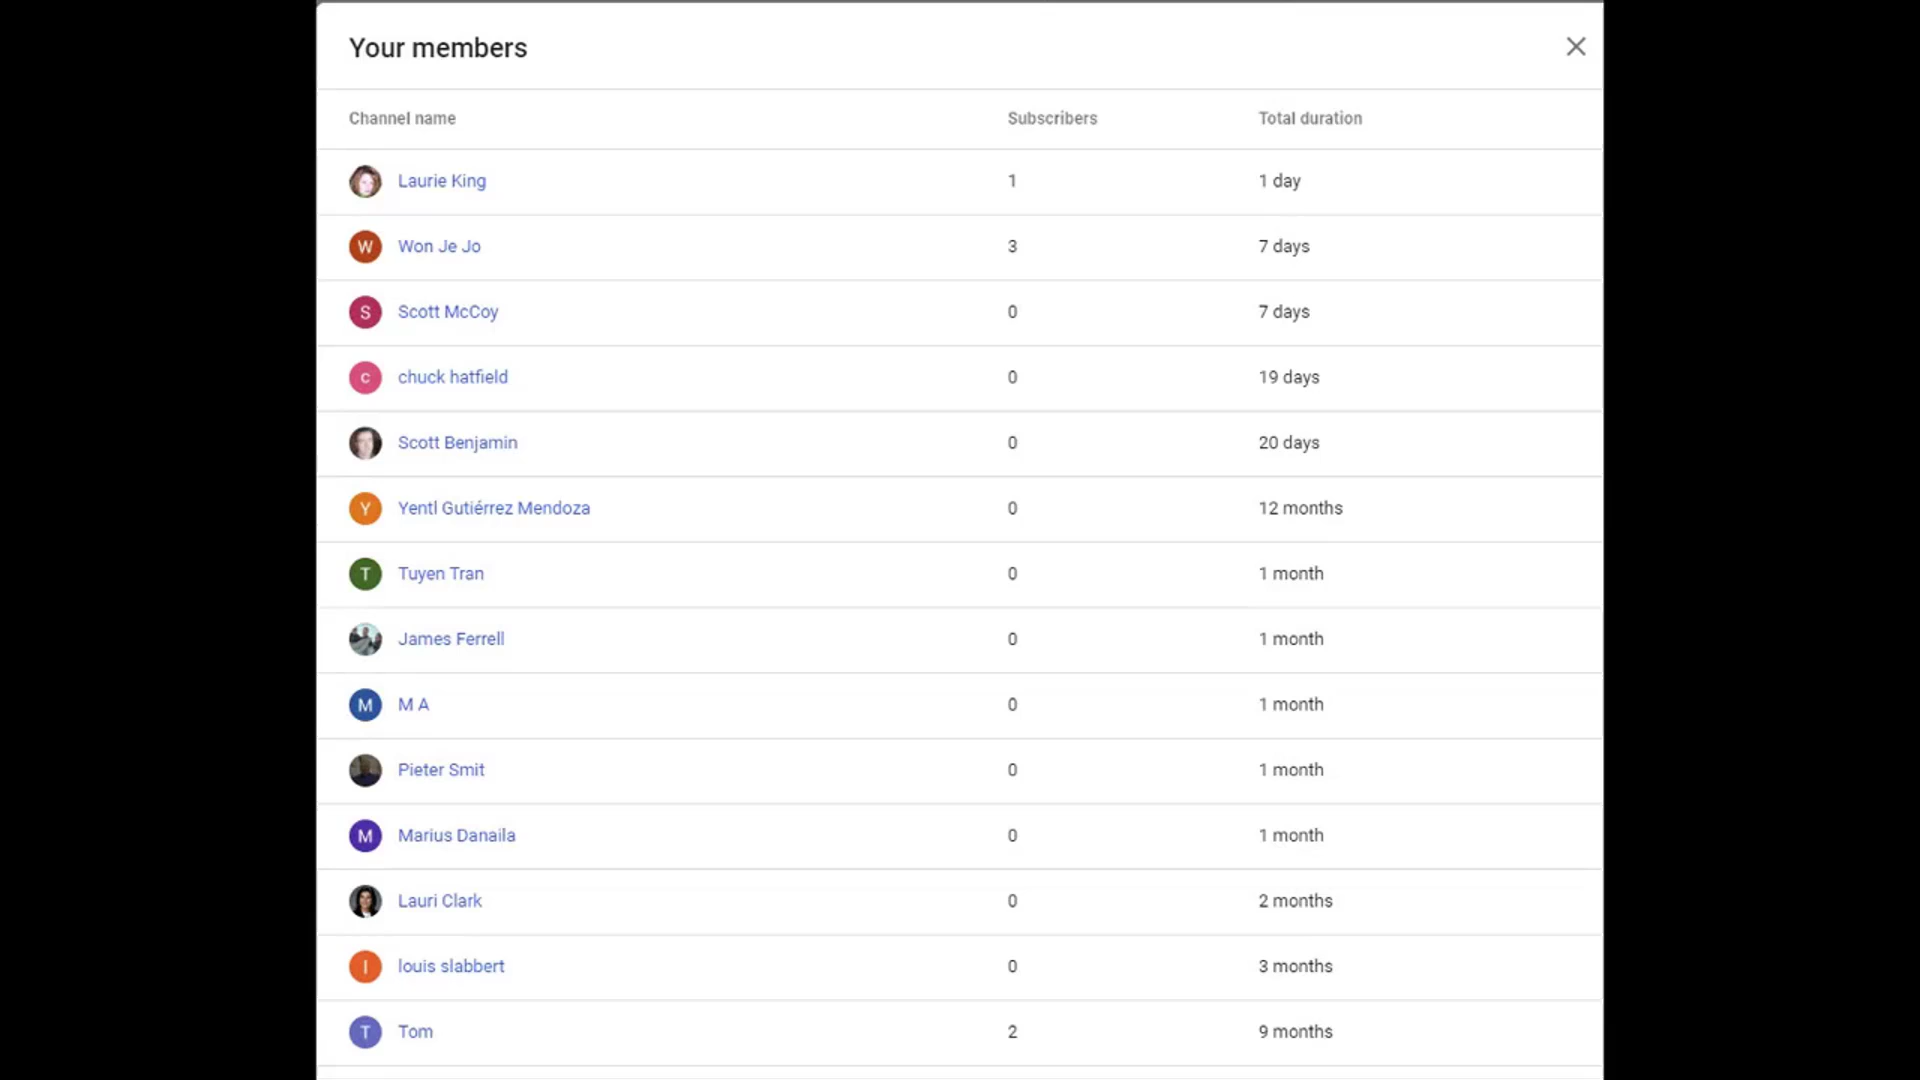 Your members
Channel name Subscribers Total duration
Laurie King 1 1 day
W Won Je Jo 3 7 days
S Scott McCoy 0 7 days
c chuck hatfield 0 19 days
Scott Benjamin 0 20 days
Y Yentl Gutiérrez Mendoza 0 12 months
T Tuyen Tran 0 1 month
James Ferrell 0 1 month
M M A 0 1 month
Pieter Smit 0 1 month
M Marius Danaila 0 1 month
Lauri Clark 0 2 months
l louis slabbert 0 3 months
T Tom 2 9 months